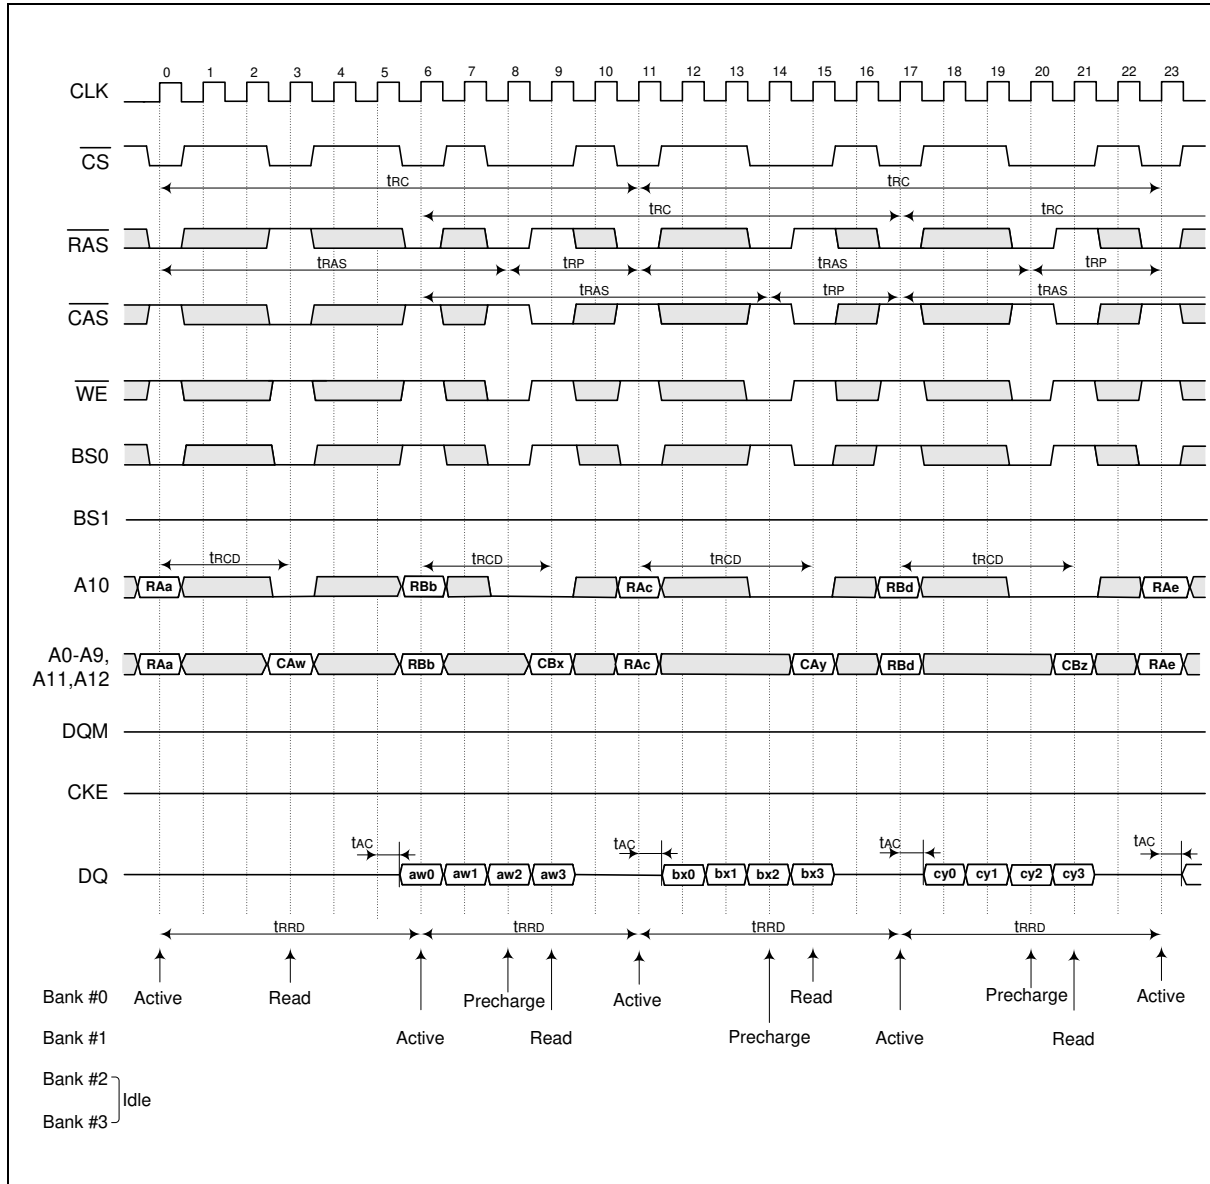 0 1 2 3 4 5 6 7 8 9 10 11 12 13 14 15 16 17 18 19 20 21 22 23
CLK
CS
tRC tRC
tRC tRC
RAS
tRAS tRP tRAS tRP
tRAS tRP tRAS
CAS
WE
BS0
BS1
tRCD tRCD tRCD tRCD
A10 RAa RBb RAc RBd RAe
A0-A9,
A11,A12 RAa CAw RBb CBx RAc CAy RBd CBz RAe
DQM
CKE
tAC tAC tAC tAC
DQ aw0 aw1 aw2 aw3 bx0 bx1 bx2 bx3 cy0 cy1 cy2 cy3
tRRD tRRD tRRD tRRD
Bank #0 Active Read Precharge Active Read Precharge Active
Bank #1 Active Read Precharge Active Read
Bank #2
Idle
Bank #3